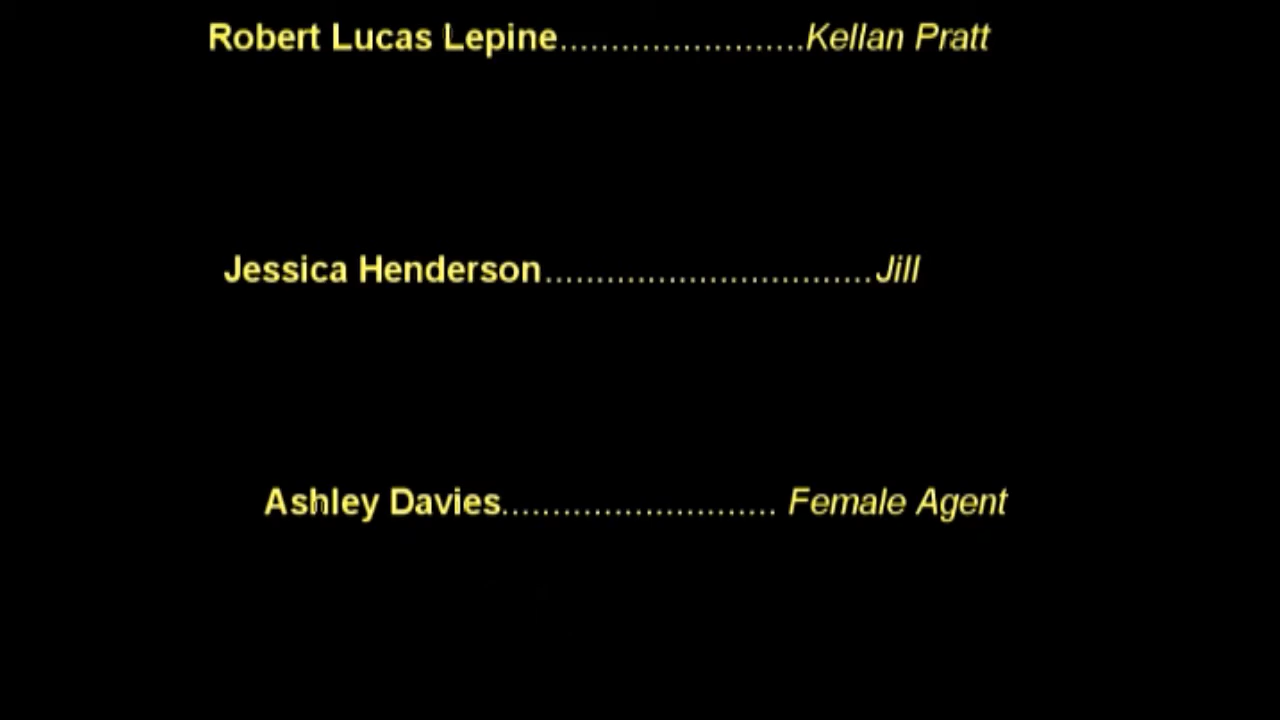 Robert Lucas Lepine........................Kellan Pratt
Jessica Henderson................................Jill
Ashley Davies........................... Female Agent